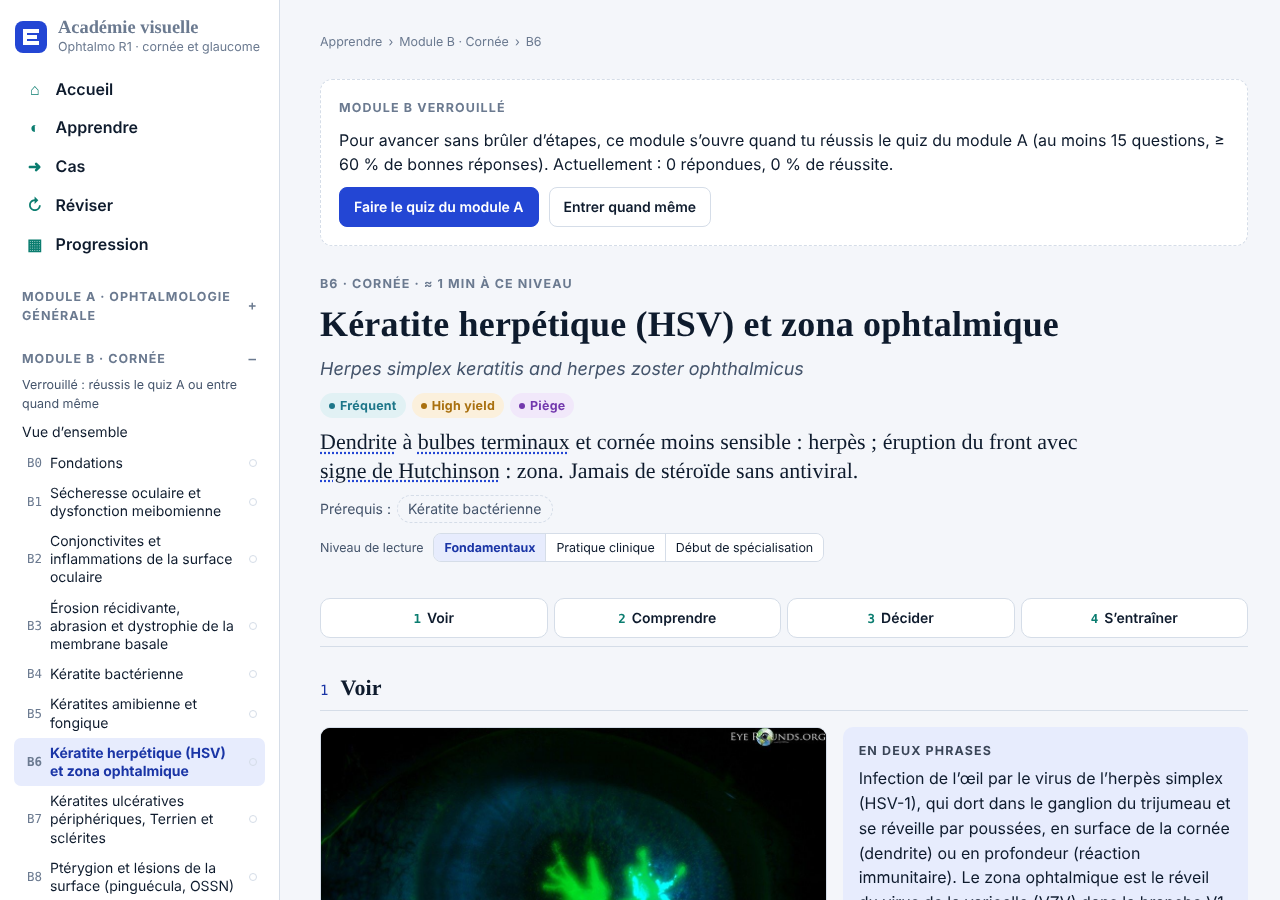 Académie visuelle
Ophtalmo R1 · cornée et glaucome
Accueil
Apprendre
Cas
Réviser
Progression
MODULE A · OPHTALMOLOGIE
GÉNÉRALE
+
MODULE B · CORNÉE
–
Verrouillé : réussis le quiz A ou entre
quand même
Vue d’ensemble
B0 Fondations
B1 Sécheresse oculaire et
dysfonction meibomienne
B2 Conjonctivites et
inflammations de la surface
oculaire
B3 Érosion récidivante,
abrasion et dystrophie de la
membrane basale
B4 Kératite bactérienne
B5 Kératites amibienne et
fongique
B6 Kératite herpétique (HSV)
et zona ophtalmique
B7 Kératites ulcératives
périphériques, Terrien et
sclérites
B8 Ptérygion et lésions de la
surface (pinguécula, OSSN)
Apprendre › Module B · Cornée › B6
MODULE B VERROUILLÉ
Pour avancer sans brûler d’étapes, ce module s’ouvre quand tu réussis le quiz du module A (au moins 15 questions, ≥
60 % de bonnes réponses). Actuellement : 0 répondues, 0 % de réussite.
Faire le quiz du module A
Entrer quand même
B6 · CORNÉE · ≈ 1 MIN À CE NIVEAU
Kératite herpétique (HSV) et zona ophtalmique
Herpes simplex keratitis and herpes zoster ophthalmicus
Fréquent
High yield
Piège
Dendrite à bulbes terminaux et cornée moins sensible : herpès ; éruption du front avec
signe de Hutchinson : zona. Jamais de stéroïde sans antiviral.
Prérequis : Kératite bactérienne
Niveau de lecture Fondamentaux Pratique clinique Début de spécialisation
1 Voir
2 Comprendre
3 Décider
4 S’entraîner
1 Voir
EYE ROUNDS.ORG
EN DEUX PHRASES
Infection de l’œil par le virus de l’herpès simplex
(HSV-1), qui dort dans le ganglion du trijumeau et
se réveille par poussées, en surface de la cornée
(dendrite) ou en profondeur (réaction
immunitaire). Le zona ophtalmique est le réveil
du virus de la varicelle (VZV) dans la branche V1